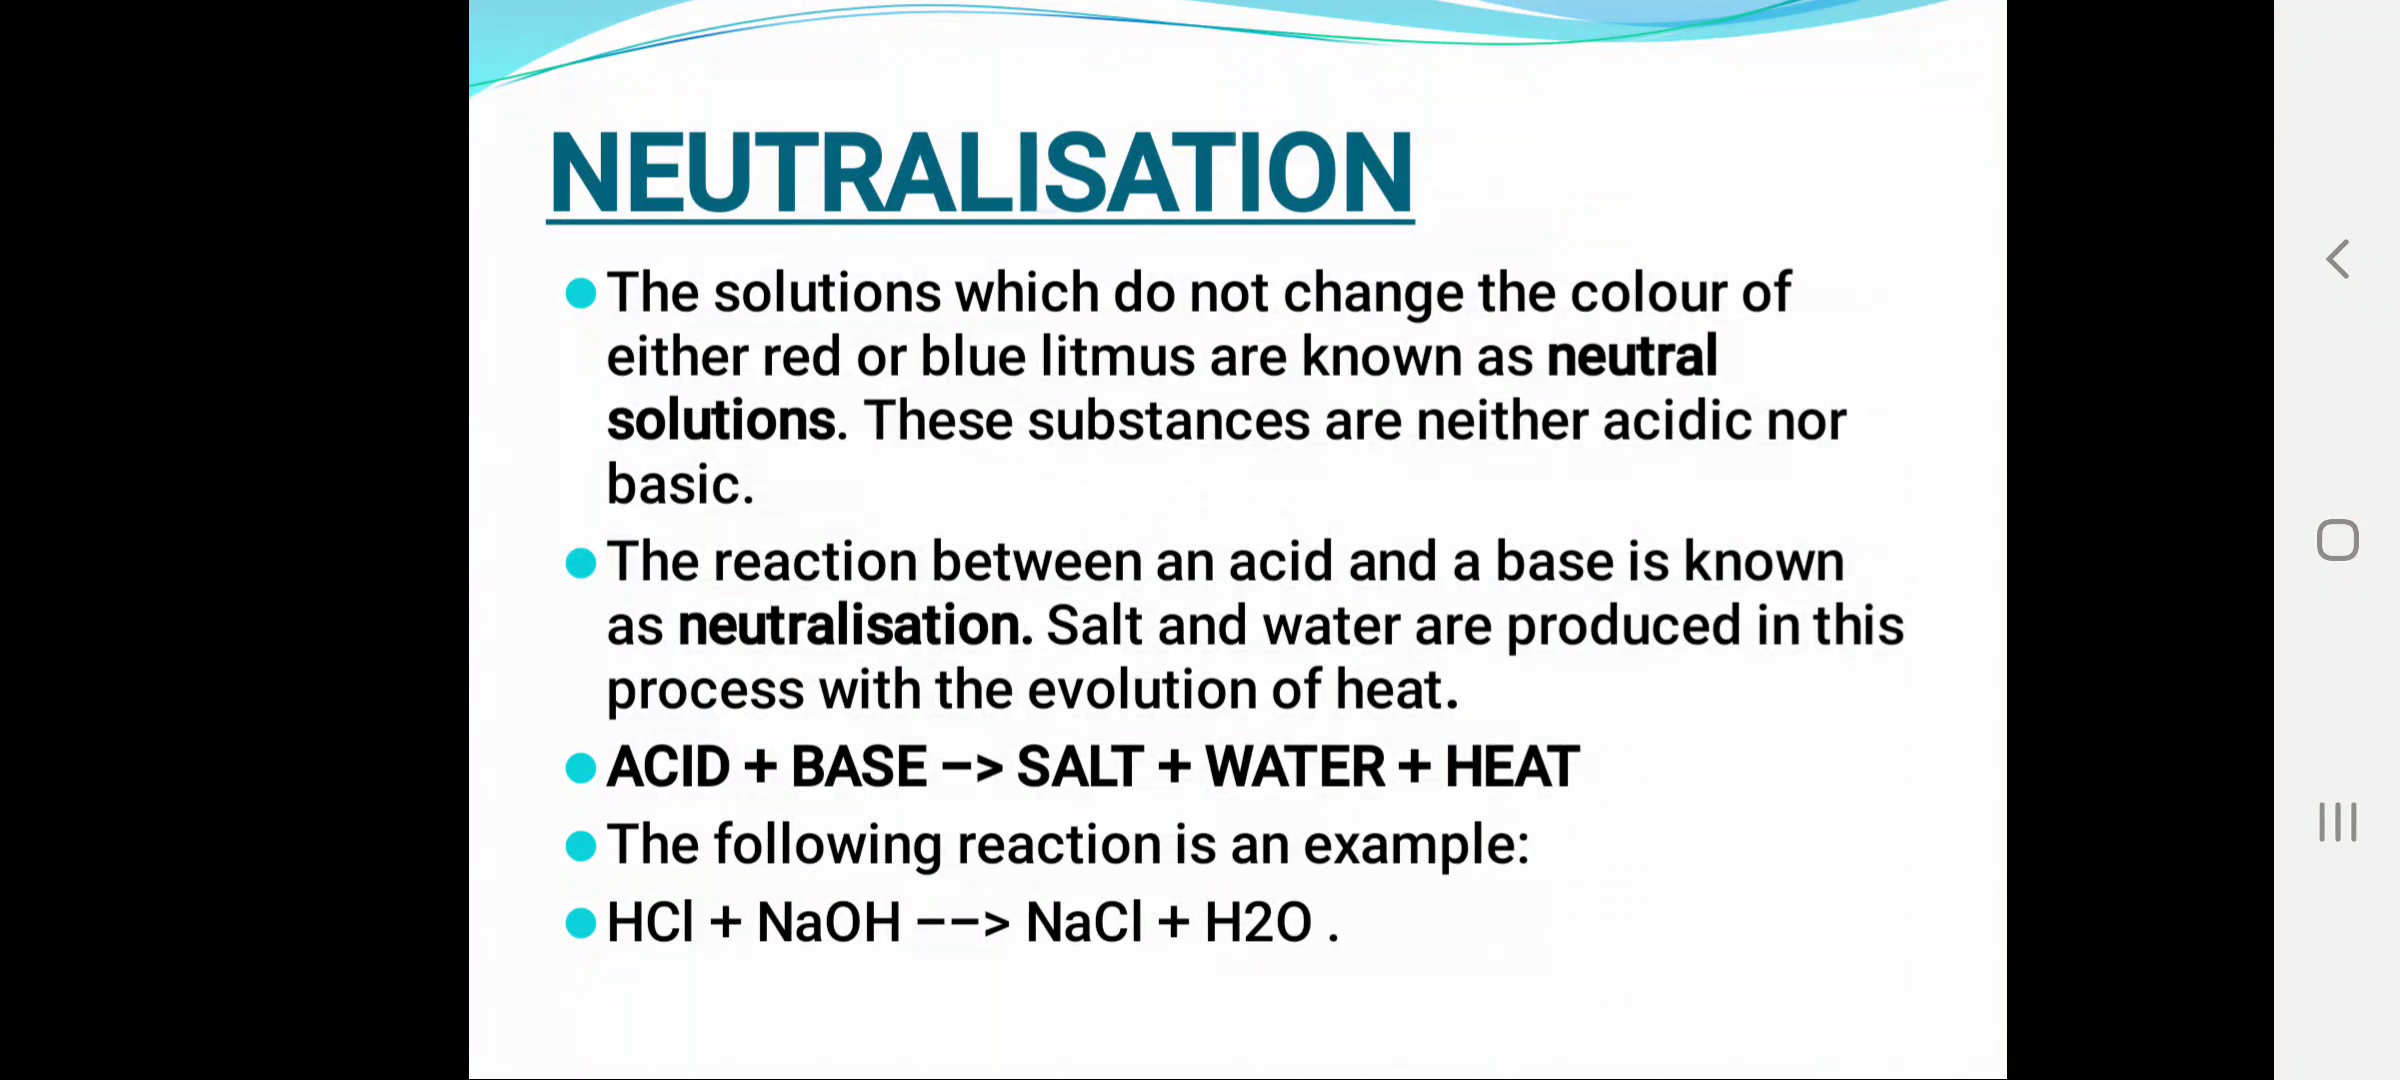 NEUTRALISATION
The solutions which do not change the colour of
either red or blue litmus are known as neutral
solutions. These substances are neither acidic nor
basic.
The reaction between an acid and a base is known
as neutralisation. Salt and water are produced in this
process with the evolution of heat.
ACID + BASE –> SALT + WATER + HEAT
The following reaction is an example:
HCl + NaOH ––> NaCl + H2O .